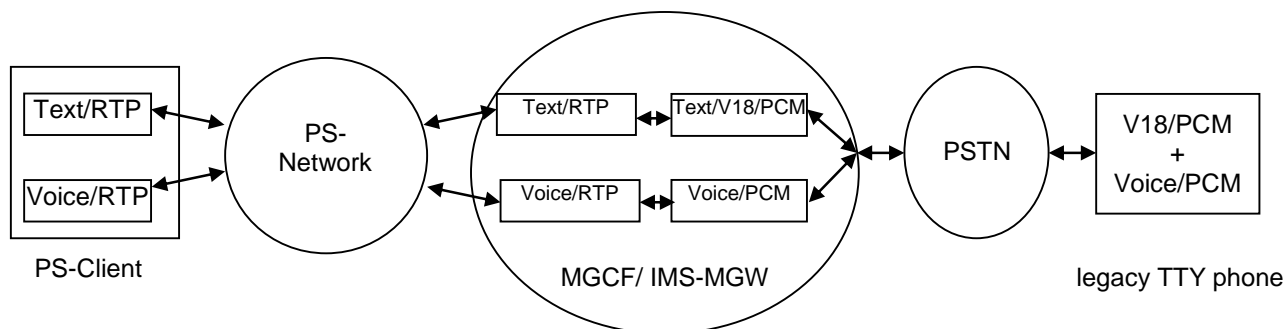 Text/RTP
Voice/RTP
PS-Client
PS-
Network
Text/RTP
Text/V18/PCM
Voice/RTP
Voice/PCM
MGCF/ IMS-MGW
PSTN
V18/PCM
+
Voice/PCM
legacy TTY phone